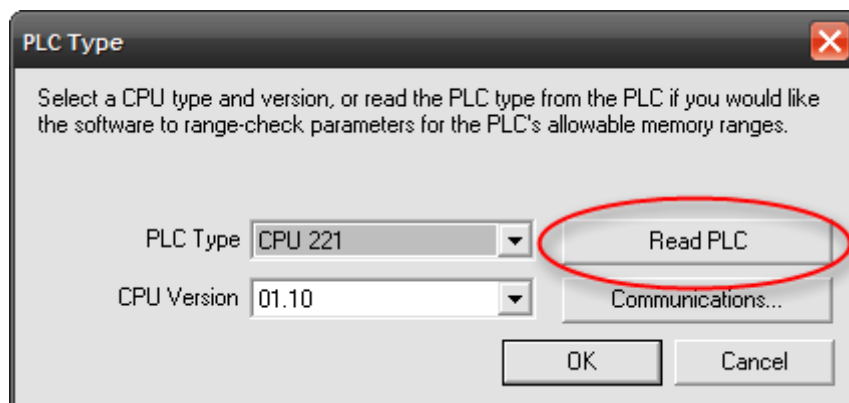 PLC Type
Select a CPU type and version, or read the PLC type from the PLC if you would like
the software to range-check parameters for the PLC's allowable memory ranges.
PLC Type CPU 221 Read PLC
CPU Version 01.10 Communications...
OK Cancel